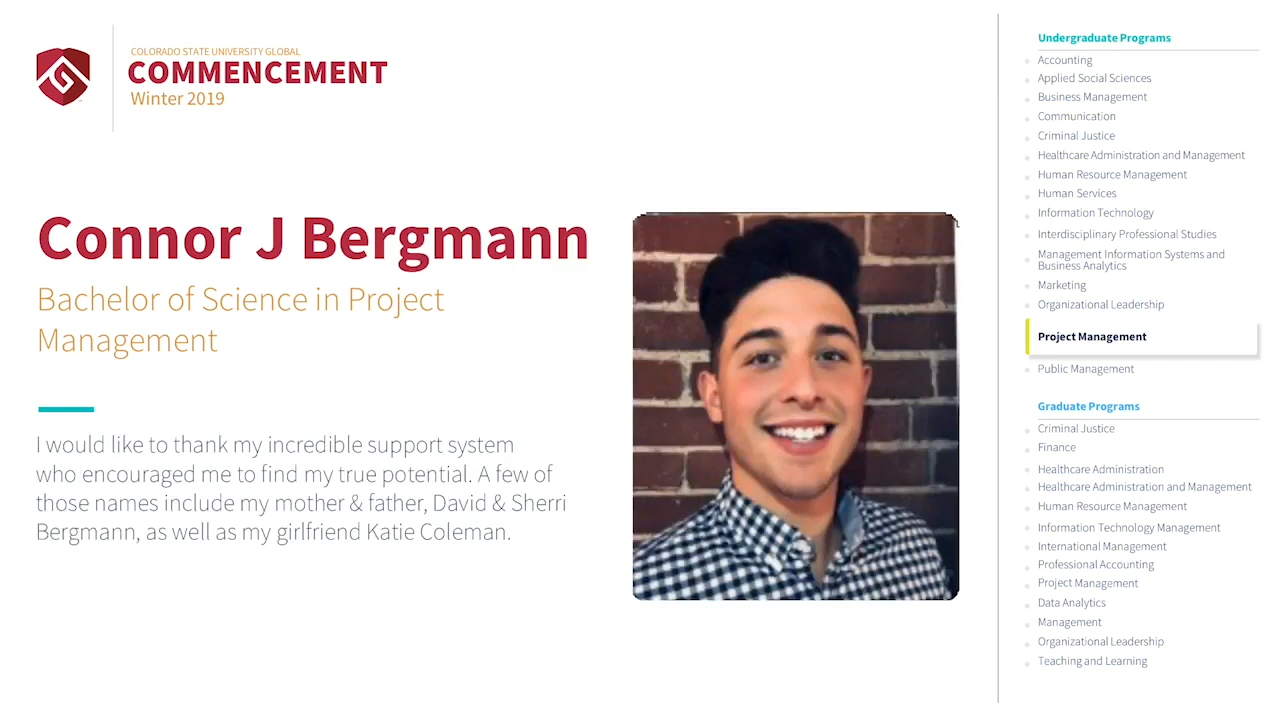 COLORADO STATE UNIVERSITY GLOBAL
COMMENCEMENT
Winter 2019
Connor J Bergmann
Bachelor of Science in Project
Management
I would like to thank my incredible support system
who encouraged me to find my true potential. A few of
those names include my mother & father, David & Sherri
Bergmann, as well as my girlfriend Katie Coleman.
Undergraduate Programs
Accounting
Applied Social Sciences
Business Management
Communication
Criminal Justice
Healthcare Administration and Management
Human Resource Management
Human Services
Information Technology
Interdisciplinary Professional Studies
Management Information Systems and
Business Analytics
Marketing
Organizational Leadership
Project Management
Public Management
Graduate Programs
Criminal Justice
Finance
Healthcare Administration
Healthcare Administration and Management
Human Resource Management
Information Technology Management
International Management
Professional Accounting
Project Management
Data Analytics
Management
Organizational Leadership
Teaching and Learning